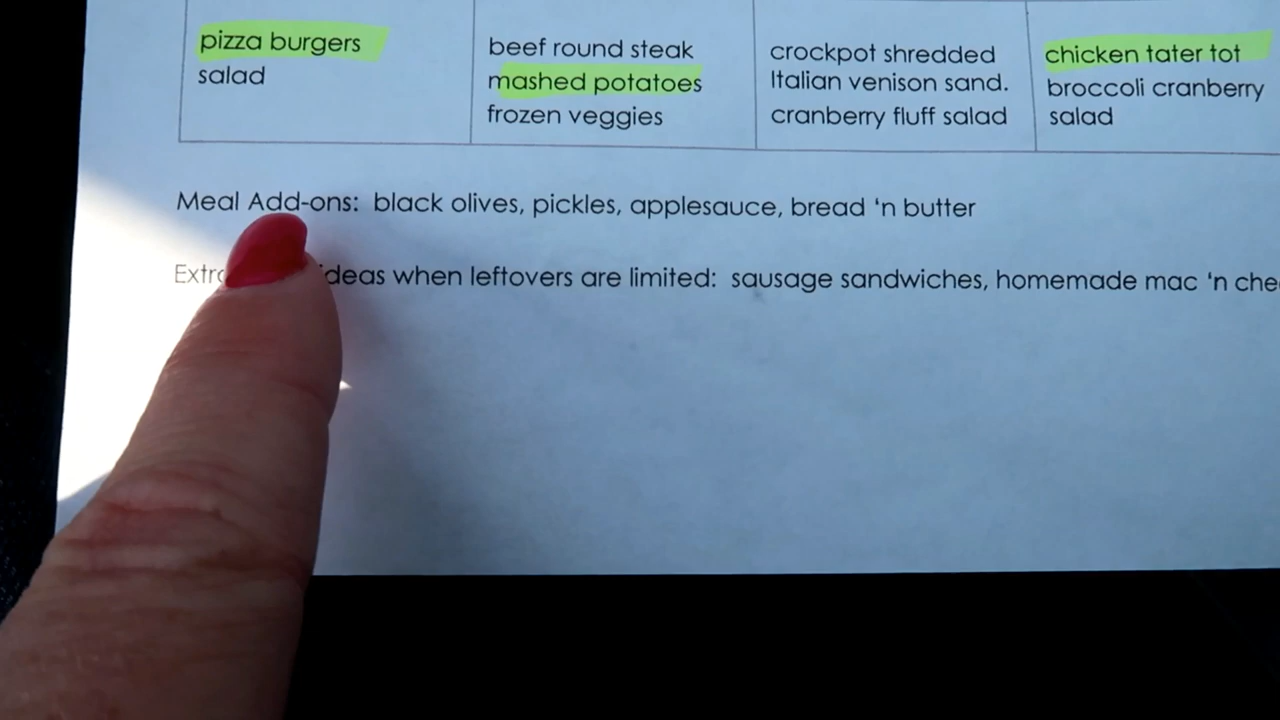 pizza burgers
salad
beef round steak
mashed potatoes
frozen veggies
crockpot shredded
Italian venison sand.
cranberry fluff salad
chicken tater tot
broccoli cranberry
salad
Meal Add-ons:  black olives, pickles, applesauce, bread ‘n butter
ideas when leftovers are limited:  sausage sandwiches, homemade mac ‘n